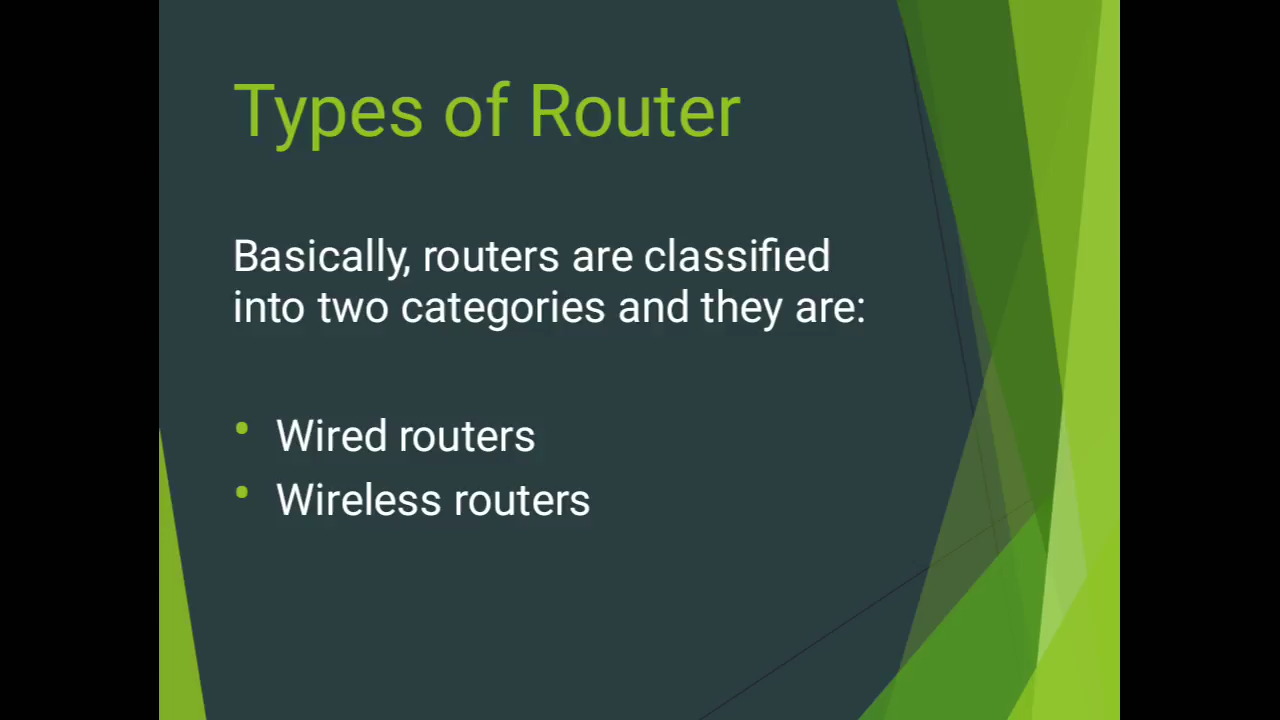 Types of Router
Basically, routers are classified
into two categories and they are:
• Wired routers
• Wireless routers